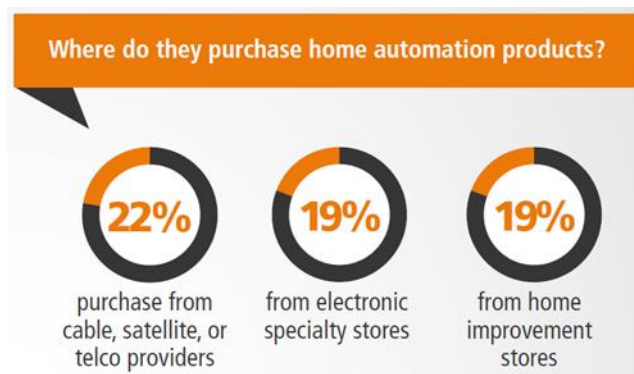 Where do they purchase home automation products?
22%
purchase from
cable, satellite, or
telco providers
19%
from electronic
specialty stores
19%
from home
improvement
stores